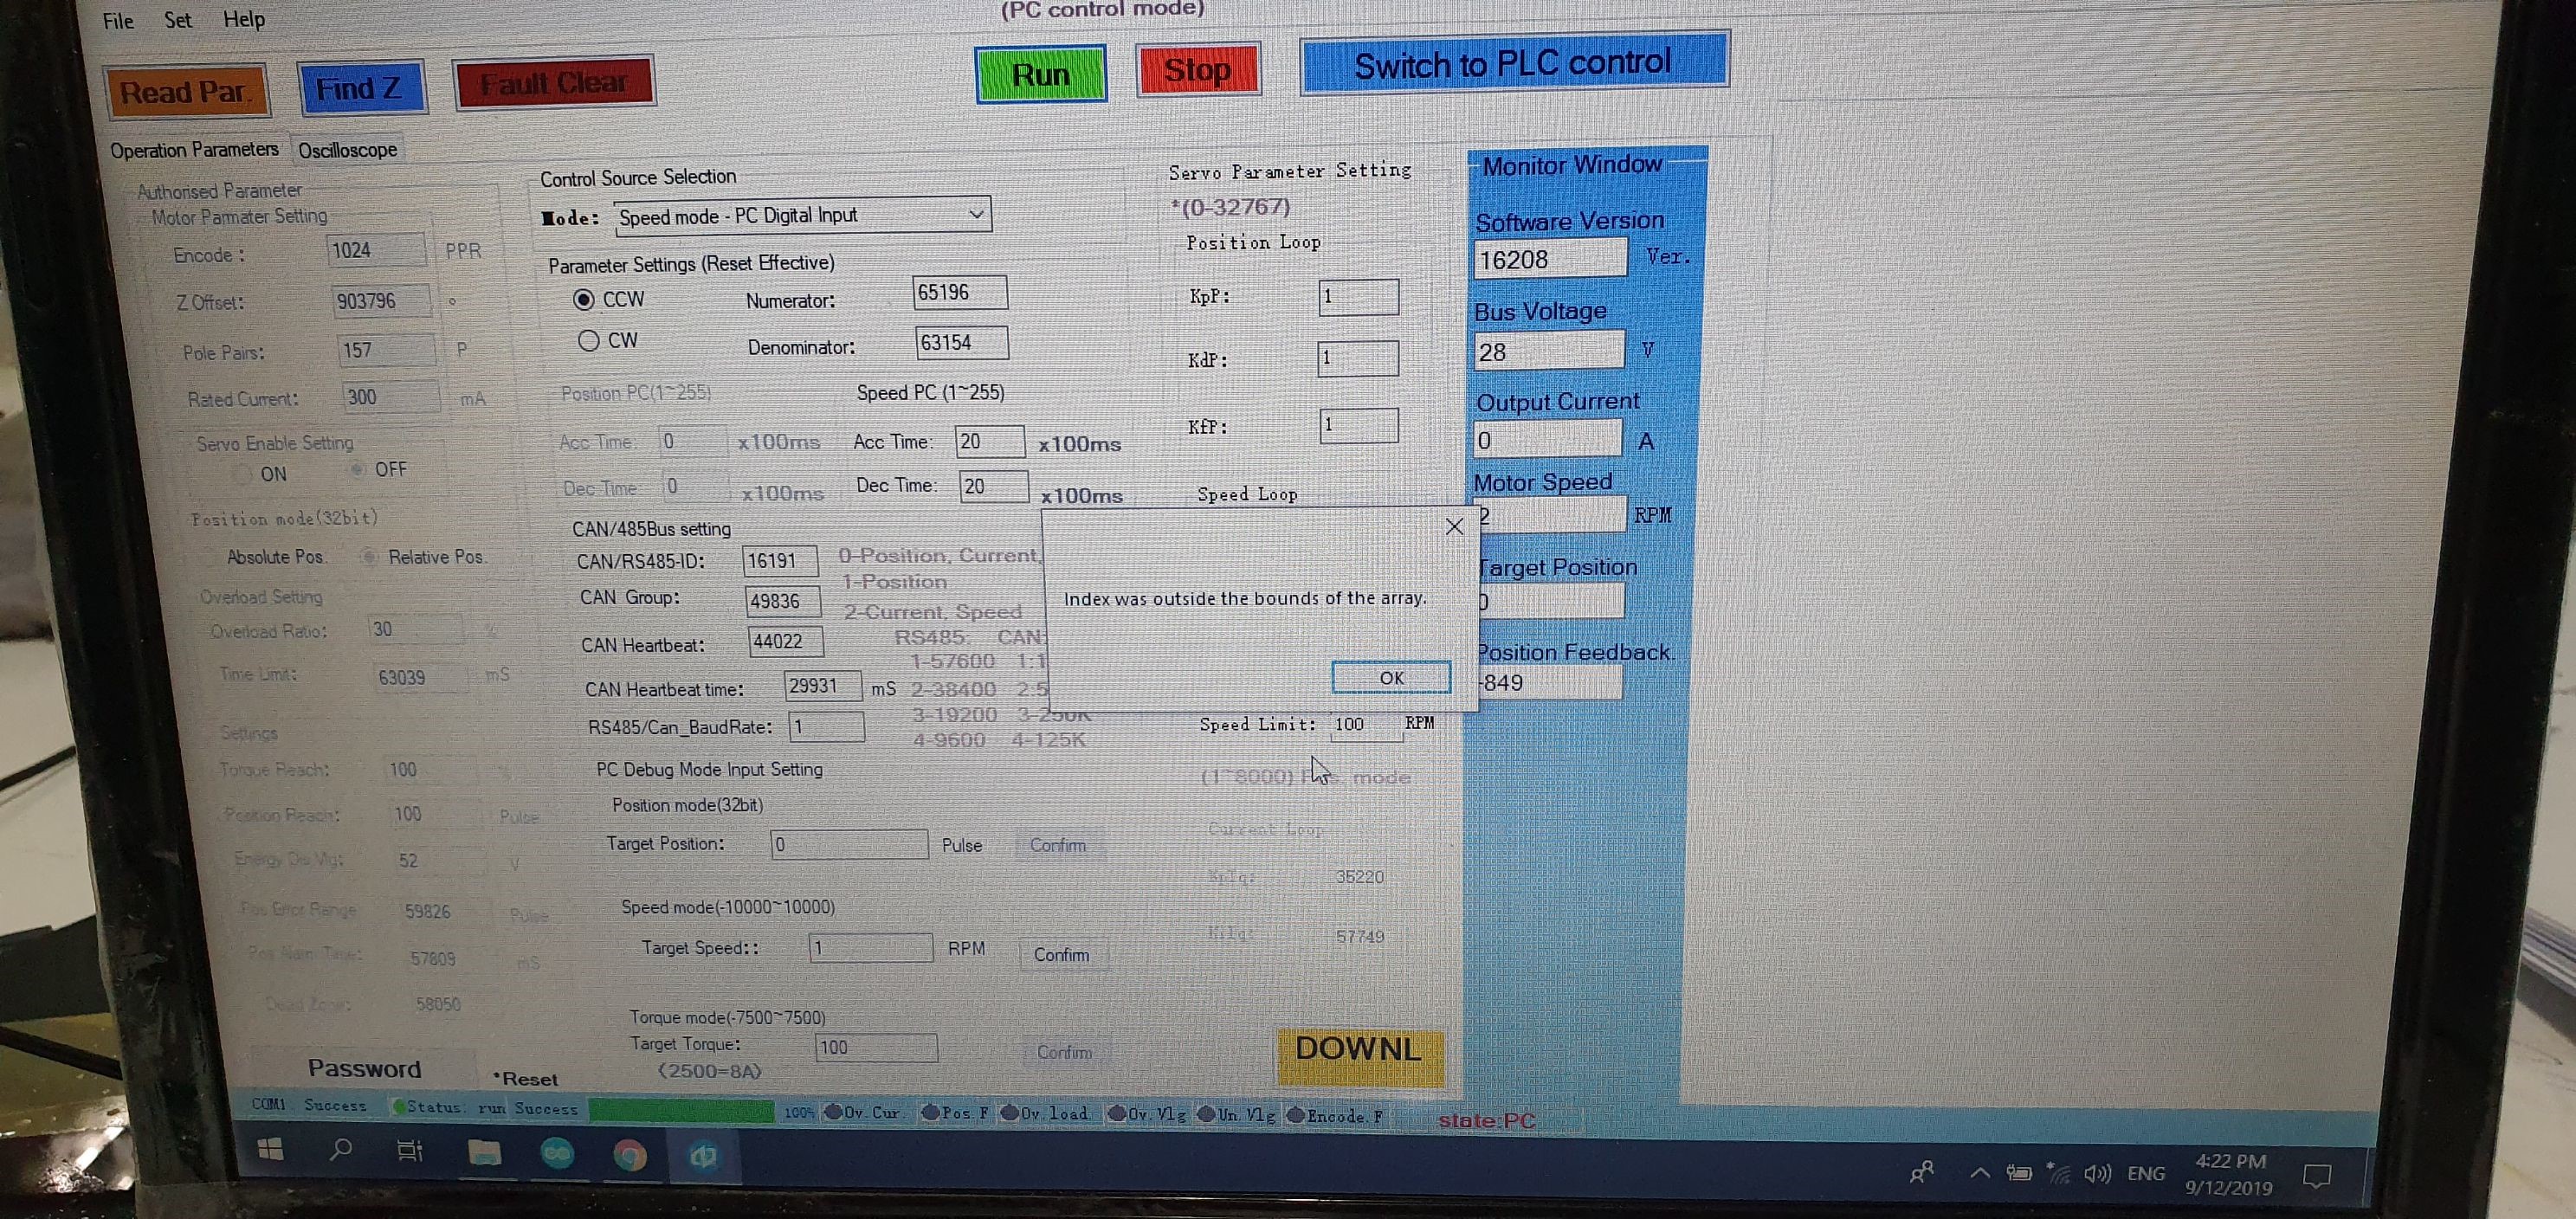 (PC control mode)
File Set Help
Read Par. Find Z Fault Clear Run Stop Switch to PLC control
Operation Parameters Oscilloscope
Authorised Parameter
Motor Parmater Setting
Encode : 1024 PPR
Z Offset: 903796 °
Pole Pairs: 157 P
Rated Current: 300 mA
Servo Enable Setting
ON OFF
Position mode(32bit)
Absolute Pos. Relative Pos.
Overload Setting
Overload Ratio: 30 %
Time Limit: 63039 mS
Settings
Torque Reach: 100 %
Position Reach: 100 Pulse
Energy Dis.Vlg: 52 V
Pos Error Range 59826 Pulse
57809 mS
Dead Zone: 58050
Password *Reset
Control Source Selection
Mode: Speed mode - PC Digital Input
Parameter Settings (Reset Effective)
CCW Numerator: 65196
CW Denominator: 63154
Position PC(1~255) Speed PC (1~255)
Acc Time: 0 x100ms Acc Time: 20 x100ms
Dec Time 0 x100ms Dec Time: 20 x100ms
CAN/485Bus setting
CAN/RS485-ID: 16191 0-Position, Current,
1-Position
CAN Group: 49836 2-Current, Speed
RS485: CAN:
CAN Heartbeat: 44022
1-57600 1:1
CAN Heartbeat time: 29931 mS 2-38400 2:5
3-19200 3-250K
RS485/Can_BaudRate: 1
4-9600 4-125K
PC Debug Mode Input Setting
Position mode(32bit)
Target Position: 0 Pulse Confirm
Speed mode(-10000~10000)
Target Speed:: 1 RPM Confirm
Torque mode(-7500~7500)
Target Torque: 100 Confirm
(2500=8A)
Servo Parameter Setting
*(0-32767)
Position Loop
KpP: 1
KdP: 1
KfP: 1
Speed Loop
Index was outside the bounds of the array.
OK
Speed Limit: 100 RPM
(1~8000) mode
Current Loop
35220
57749
DOWNL
Monitor Window
Software Version
16208 Ver.
Bus Voltage
28 V
Output Current
0 A
Motor Speed
2 RPM
Target Position
0
Position Feedback.
-849
COM1 Success Status: run Success 100% Ov.Cur. Pos.F Ov.load Ov.Vlg Un.Vlg Encode.F state:PC
ENG 4:22 PM
9/12/2019